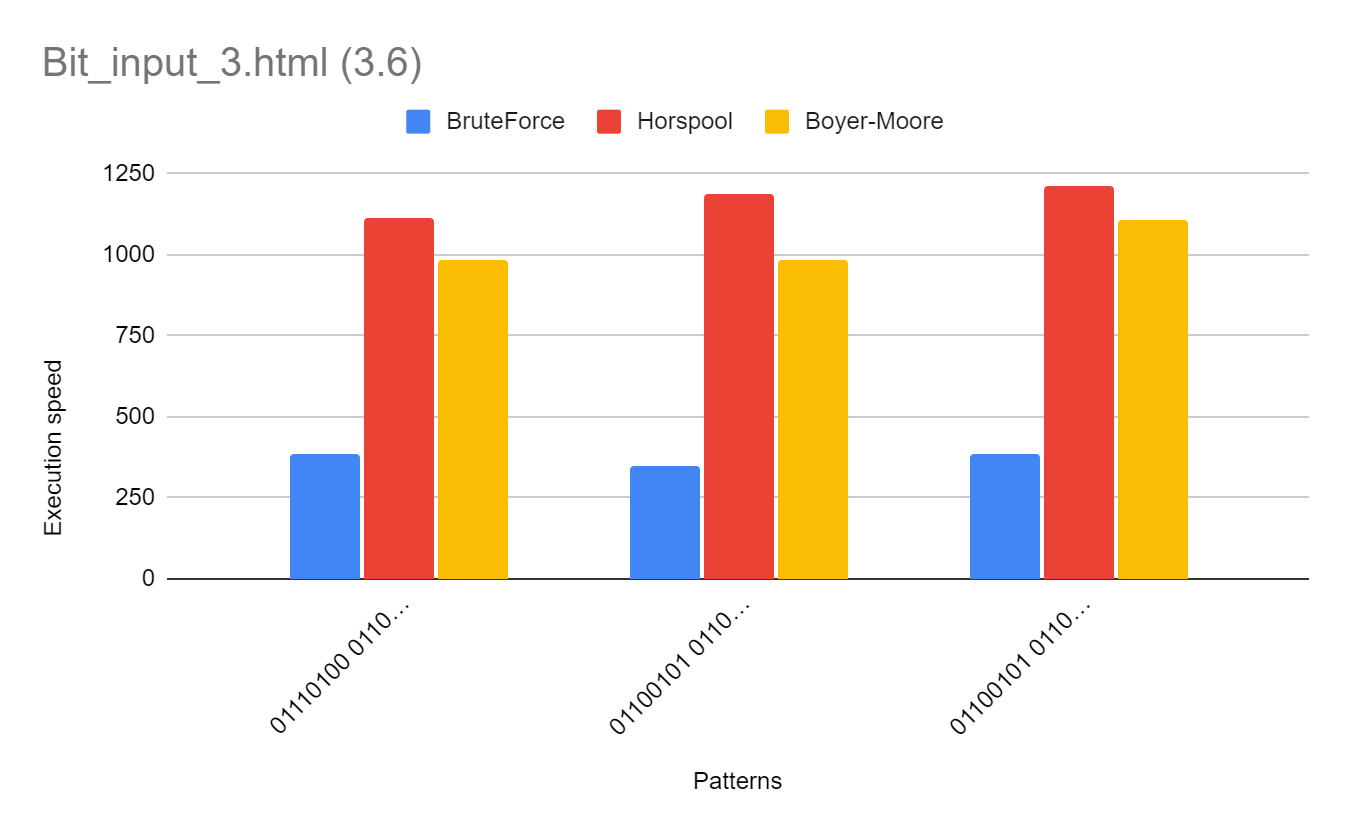 Bit_input_3.html (3.6)
BruteForce Horspool Boyer-Moore
1250
1000
750
500
250
0
Execution speed
01110100 0110…
01100101 0110…
01100101 0110…
Patterns